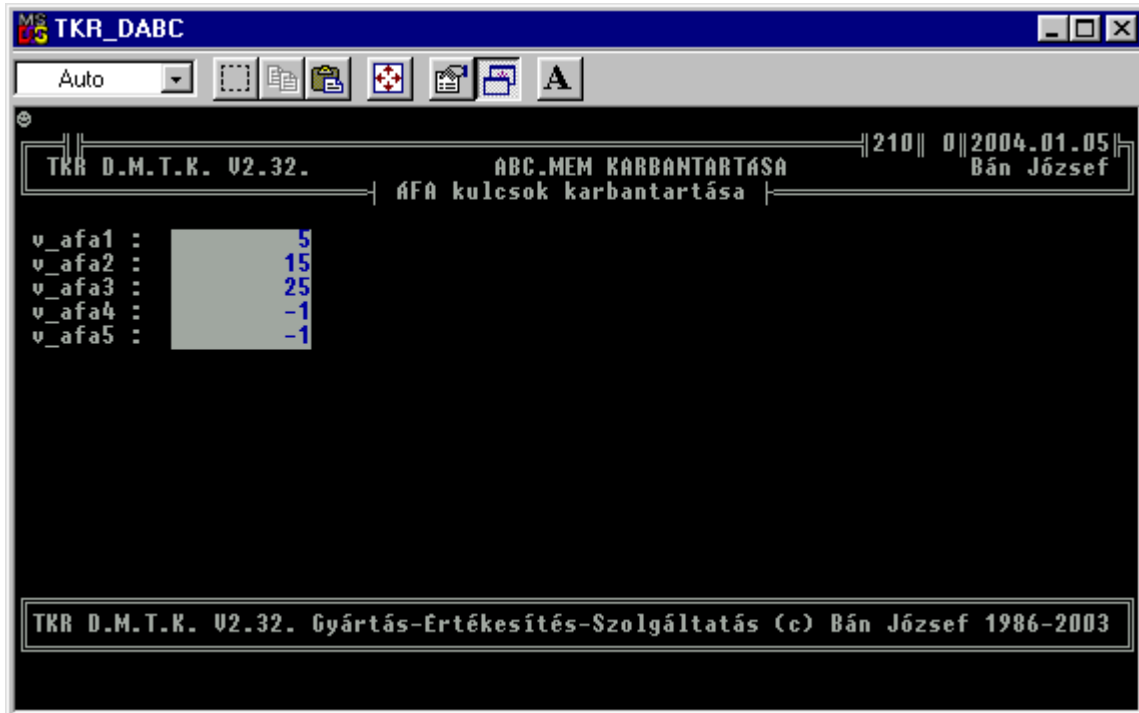 TKR_DABC
Auto
A
210 0 2004.01.05
TKR D.M.T.K. V2.32. ABC.MEM KARBANTARTÁSA Bán József
ÁFA kulcsok karbantartása
v_afa1 : 5
v_afa2 : 15
v_afa3 : 25
v_afa4 : -1
v_afa5 : -1
TKR D.M.T.K. V2.32. Gyártás-Értékesítés-Szolgáltatás (c) Bán József 1986-2003